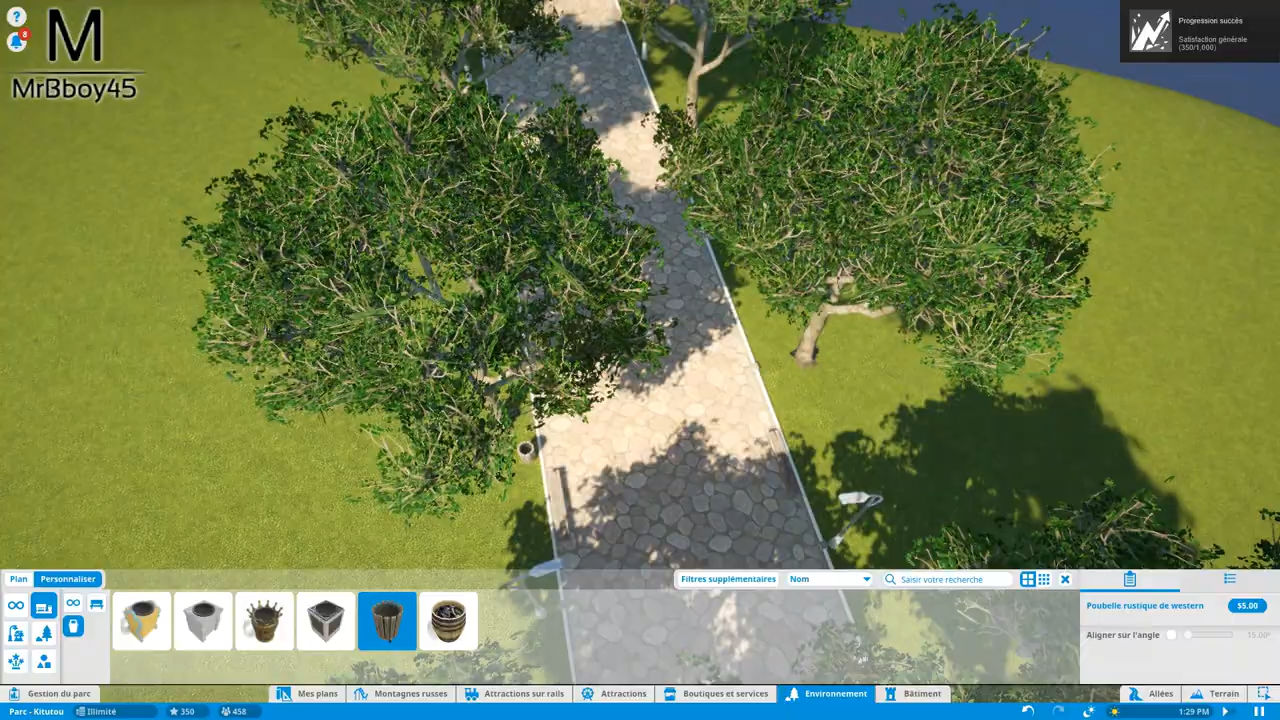 ?
8
M
MrBboy45
Progression succès
Satisfaction générale
(350/1,000)
Plan
Personnaliser
Filtres supplémentaires
Nom
Saisir votre recherche
Poubelle rustique de western
$5.00
Aligner sur l'angle
15.00°
Gestion du parc
Mes plans
Montagnes russes
Attractions sur rails
Attractions
Boutiques et services
Environnement
Bâtiment
Allées
Terrain
Parc - Kitutou
Illimité
350
458
1:29 PM